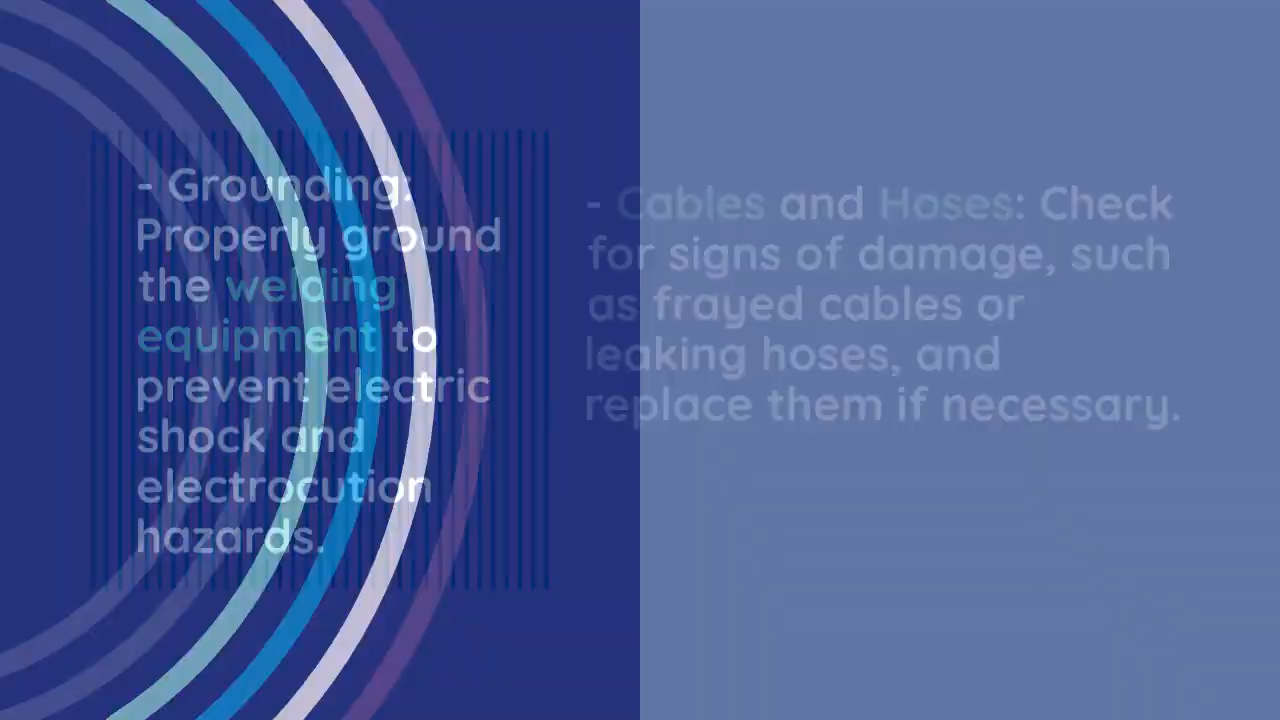 - Grounding:
Properly ground
the welding
equipment to
prevent electric
shock and
electrocution
hazards.
- Cables and Hoses: Check
for signs of damage, such
as frayed cables or
leaking hoses, and
replace them if necessary.